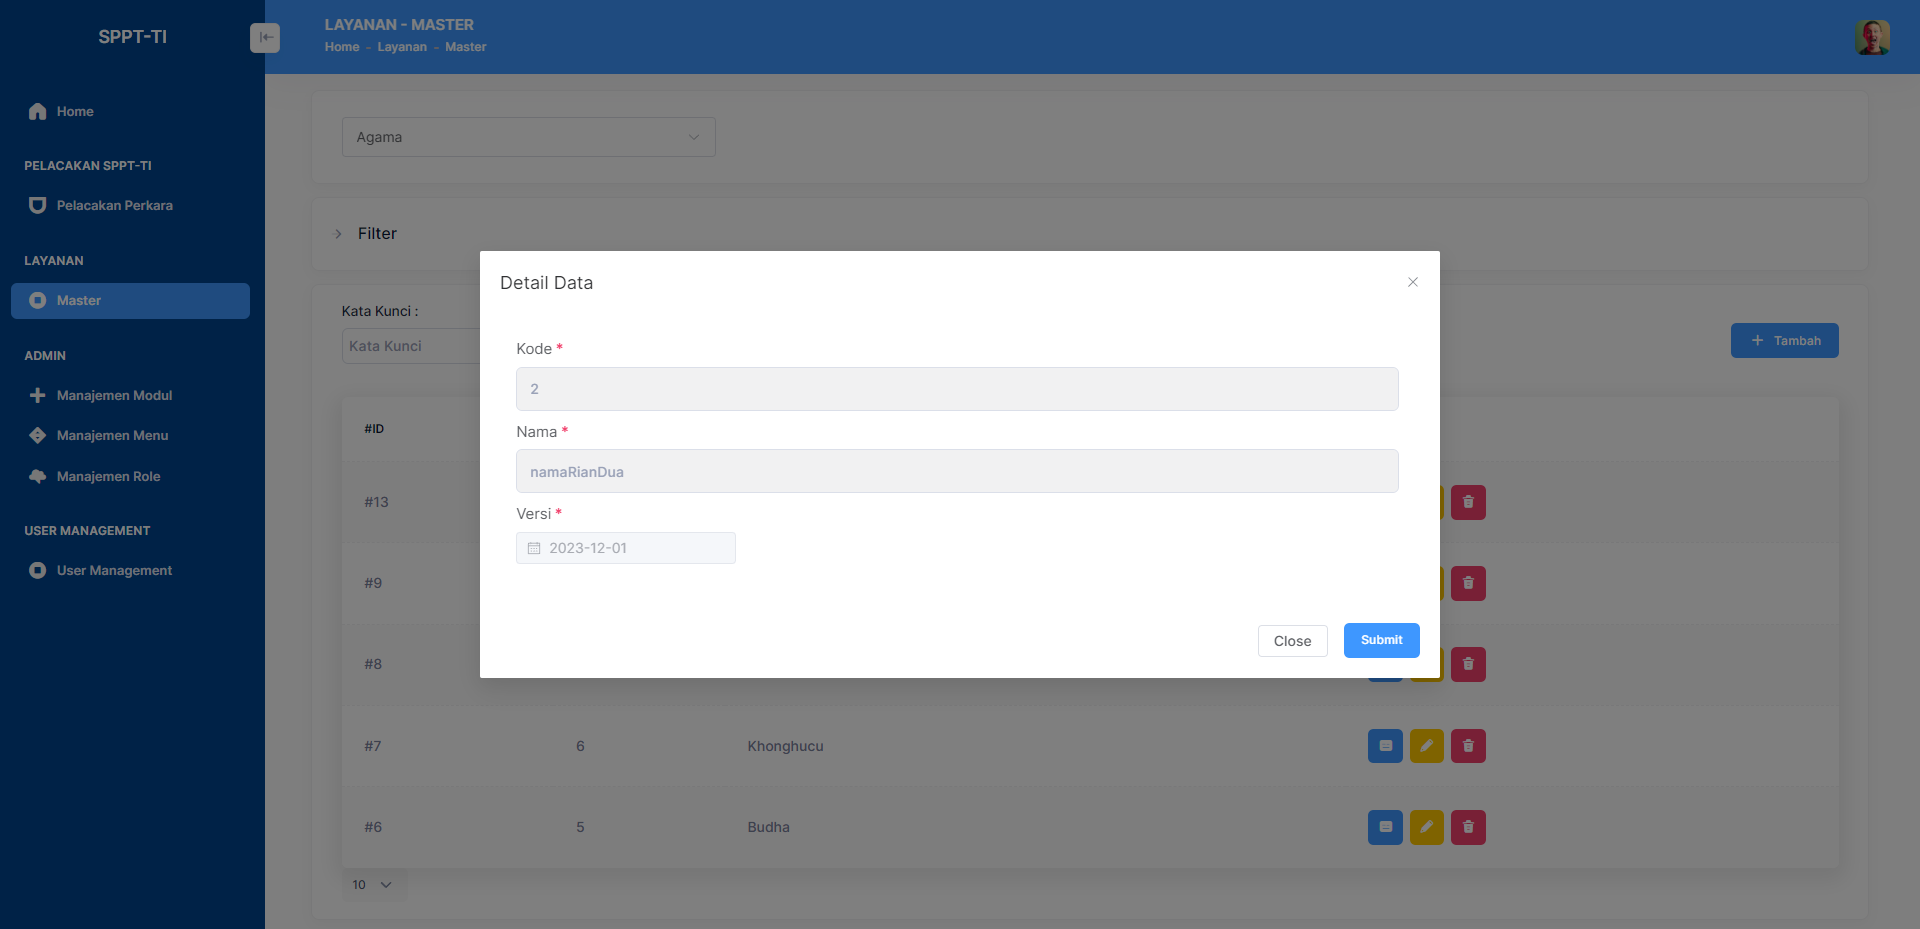 SPPT-TI
Home
PELACAKAN SPPT-TI
Pelacakan Perkara
LAYANAN
Master
ADMIN
Manajemen Modul
Manajemen Menu
Manajemen Role
USER MANAGEMENT
User Management
LAYANAN - MASTER
Home - Layanan - Master
Agama
Filter
Kata Kunci :
Kata Kunci
+ Tambah
#ID
#13
#9
#8
#7 6 Khonghucu
#6 5 Budha
10
Detail Data
Kode *
2
Nama *
namaRianDua
Versi *
2023-12-01
Close Submit